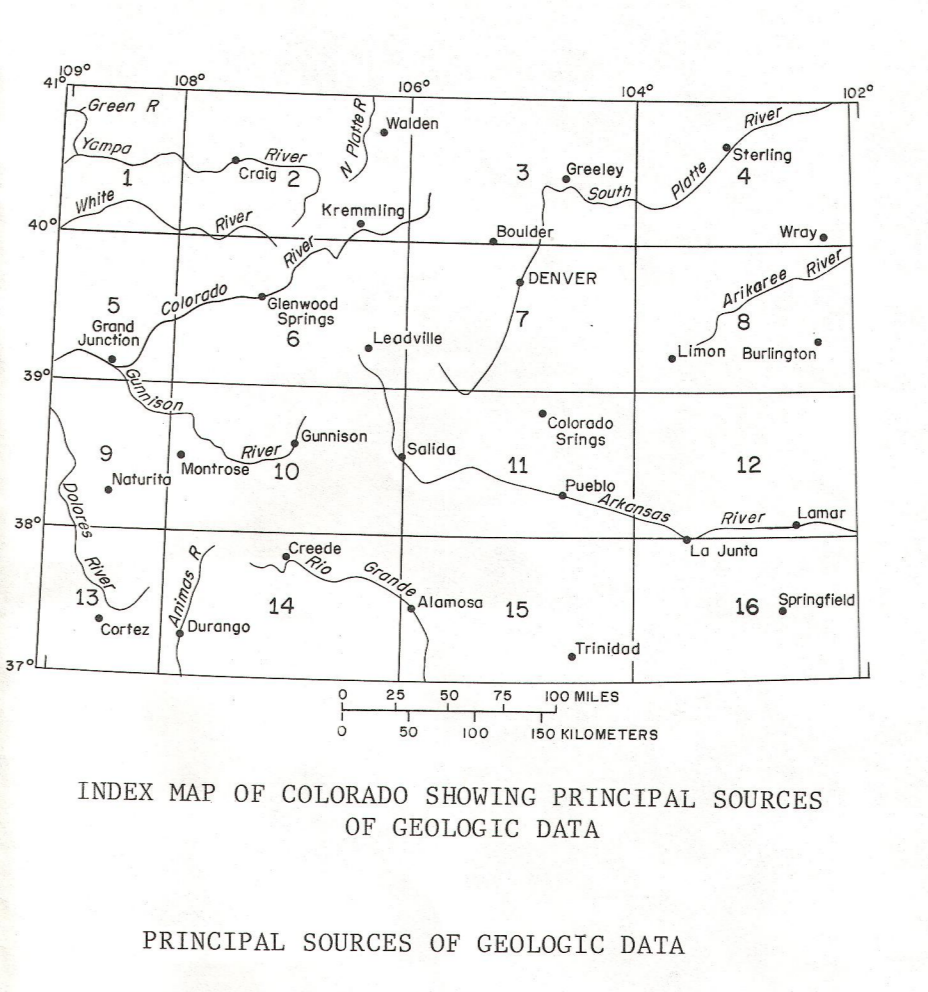 109°
41°
108°
106°
104°
102°
Green R
N Platte R
Walden
River
Yampa
River
Craig
1
2
3
Greeley
South
Platte
Sterling
4
White
River
Kremmling
40°
Boulder
Wray
River
DENVER
Arikaree River
Colorado
Glenwood
Springs
5
Grand
Junction
6
7
8
Leadville
Limon
Burlington
39°
Gunnison
River
Gunnison
Colorado
Srings
9
Montrose
10
Salida
11
12
Naturita
Pueblo
Arkansas
River
Lamar
38°
Dolores
River
La Junta
Animas R
Creede
Rio
Grande
13
14
Alamosa
15
16
Springfield
Cortez
Durango
Trinidad
37°
0 25 50 75 100 MILES
0 50 100 150 KILOMETERS
INDEX MAP OF COLORADO SHOWING PRINCIPAL SOURCES
OF GEOLOGIC DATA
PRINCIPAL SOURCES OF GEOLOGIC DATA